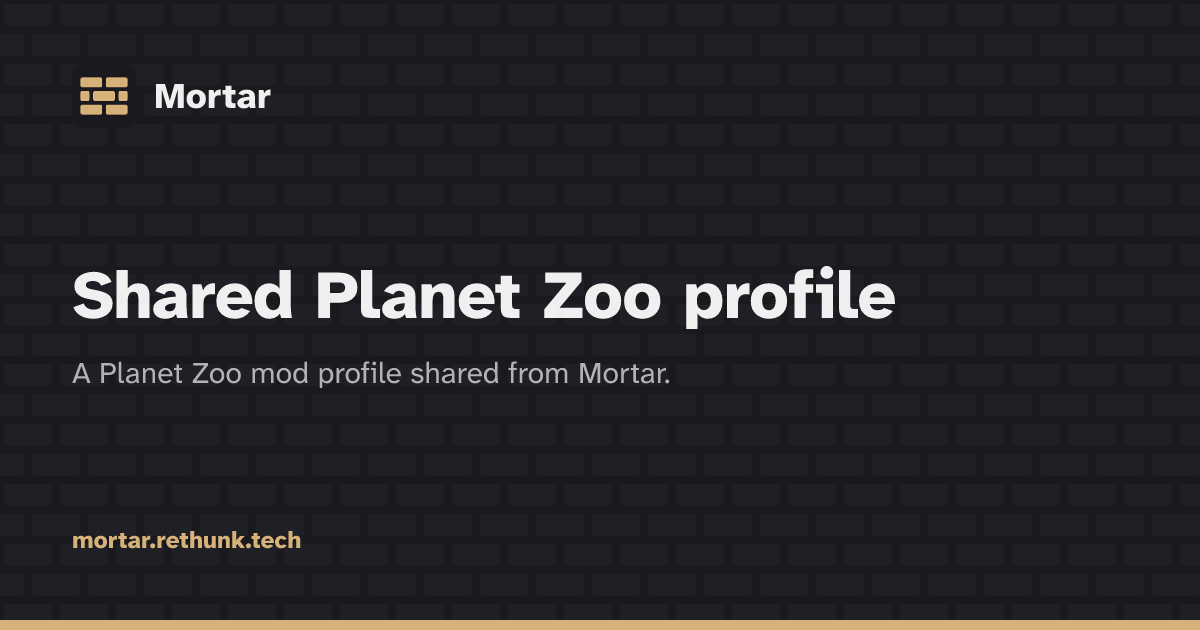 Mortar
Shared Planet Zoo profile
A Planet Zoo mod profile shared from Mortar.
mortar.rethunk.tech